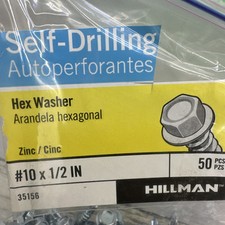 Self-Drilling
Autoperforantes
Hex Washer
Arandela hexagonal
Zinc / Cinc
#10 x 1/2 IN
50 PCS
PZS
35156
HILLMAN